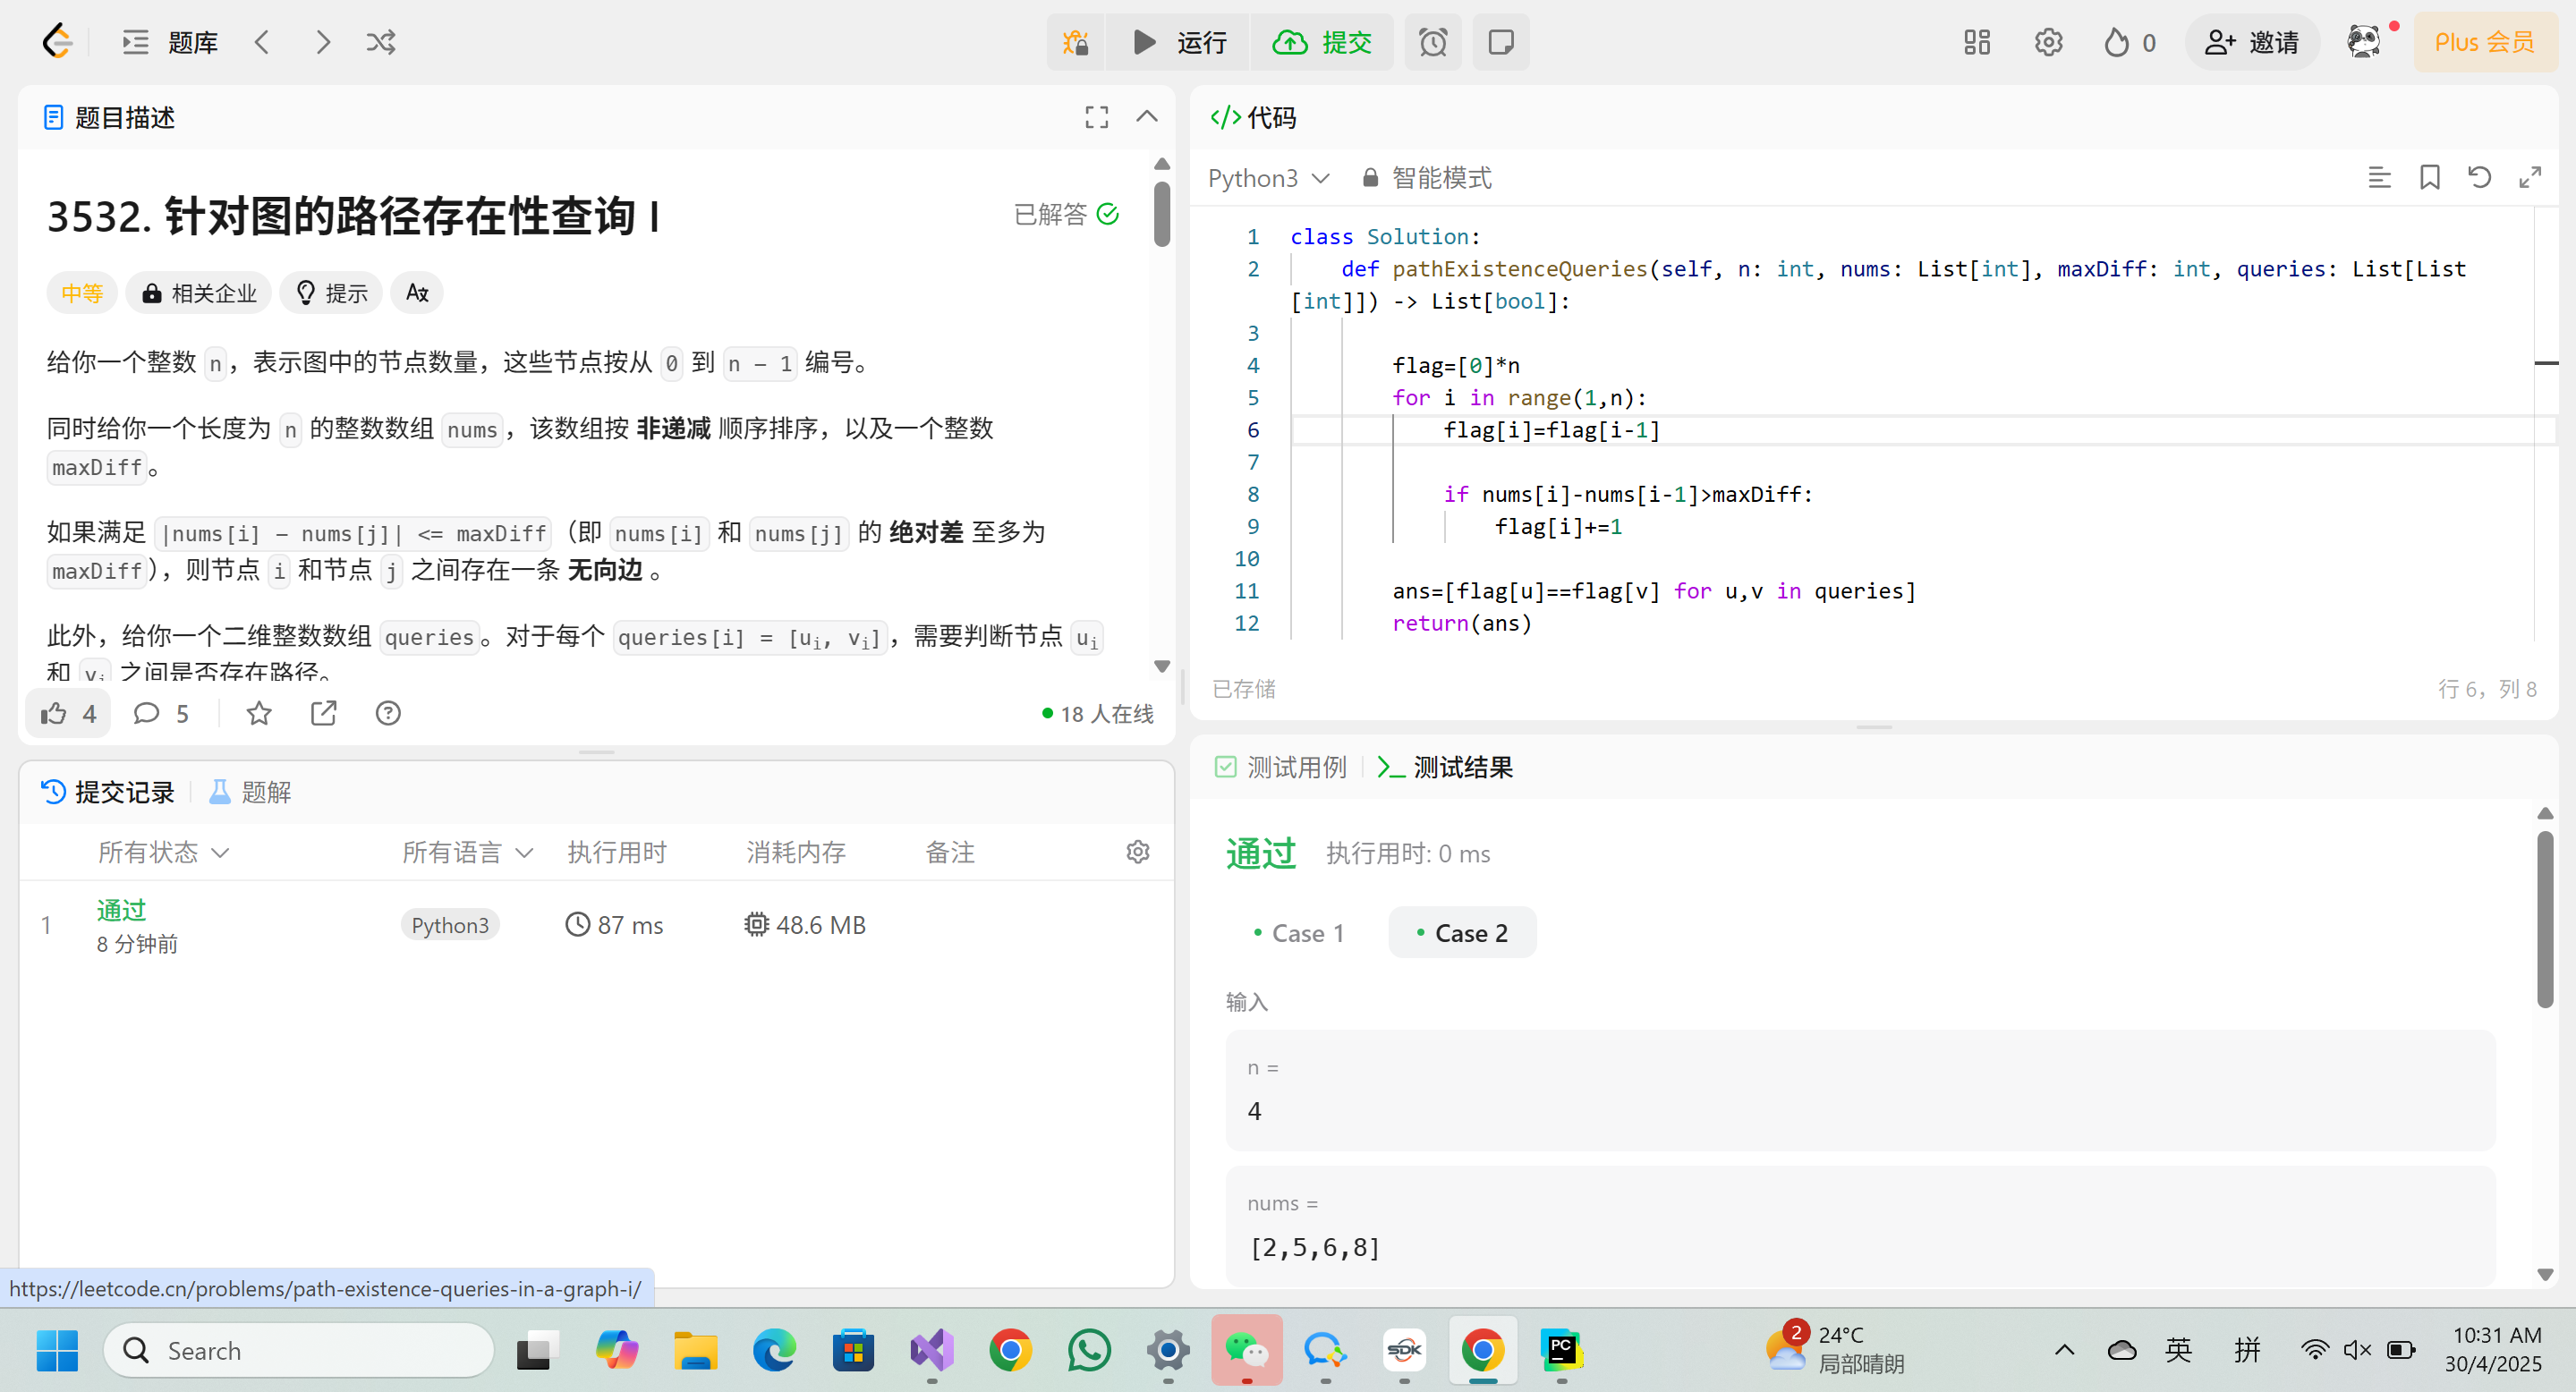 题库
运行
提交
0
邀请
Plus 会员
题目描述
3532. 针对图的路径存在性查询 I
已解答
中等
相关企业
提示
给你一个整数 n，表示图中的节点数量，这些节点按从 0 到 n - 1 编号。
同时给你一个长度为 n 的整数数组 nums，该数组按 非递减 顺序排序，以及一个整数
maxDiff。
如果满足 |nums[i] - nums[j]| <= maxDiff（即 nums[i] 和 nums[j] 的 绝对差 至多为
maxDiff），则节点 i 和节点 j 之间存在一条 无向边 。
此外，给你一个二维整数数组 queries。对于每个 queries[i] = [ui, vi]，需要判断节点 ui
和 vi 之间是否存在路径。
4
5
18 人在线
提交记录
题解
所有状态
所有语言
执行用时
消耗内存
备注
1
通过
8 分钟前
Python3
87 ms
48.6 MB
https://leetcode.cn/problems/path-existence-queries-in-a-graph-i/
</> 代码
Python3
智能模式
1 class Solution:
2 def pathExistenceQueries(self, n: int, nums: List[int], maxDiff: int, queries: List[List
[int]]) -> List[bool]:
3
4 flag=[0]*n
5 for i in range(1,n):
6 flag[i]=flag[i-1]
7
8 if nums[i]-nums[i-1]>maxDiff:
9 flag[i]+=1
10
11 ans=[flag[u]==flag[v] for u,v in queries]
12 return(ans)
已存储
行 6，列 8
测试用例
测试结果
通过
执行用时: 0 ms
Case 1
Case 2
输入
n =
4
nums =
[2,5,6,8]
Search
SDK
PC
2
24°C
局部晴朗
英
拼
10:31 AM
30/4/2025